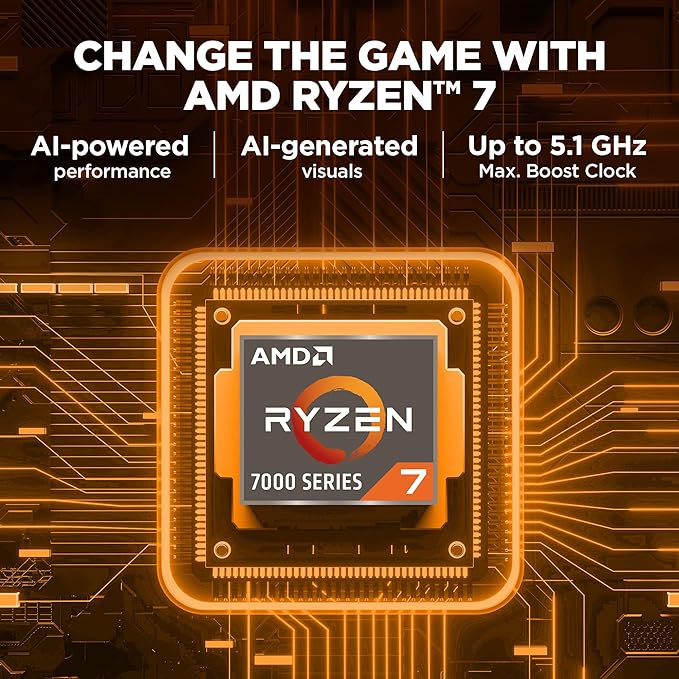 CHANGE THE GAME WITH
AMD RYZEN™ 7
AI-powered
performance
AI-generated
visuals
Up to 5.1 GHz
Max. Boost Clock
AMD
RYZEN
7000 SERIES 7